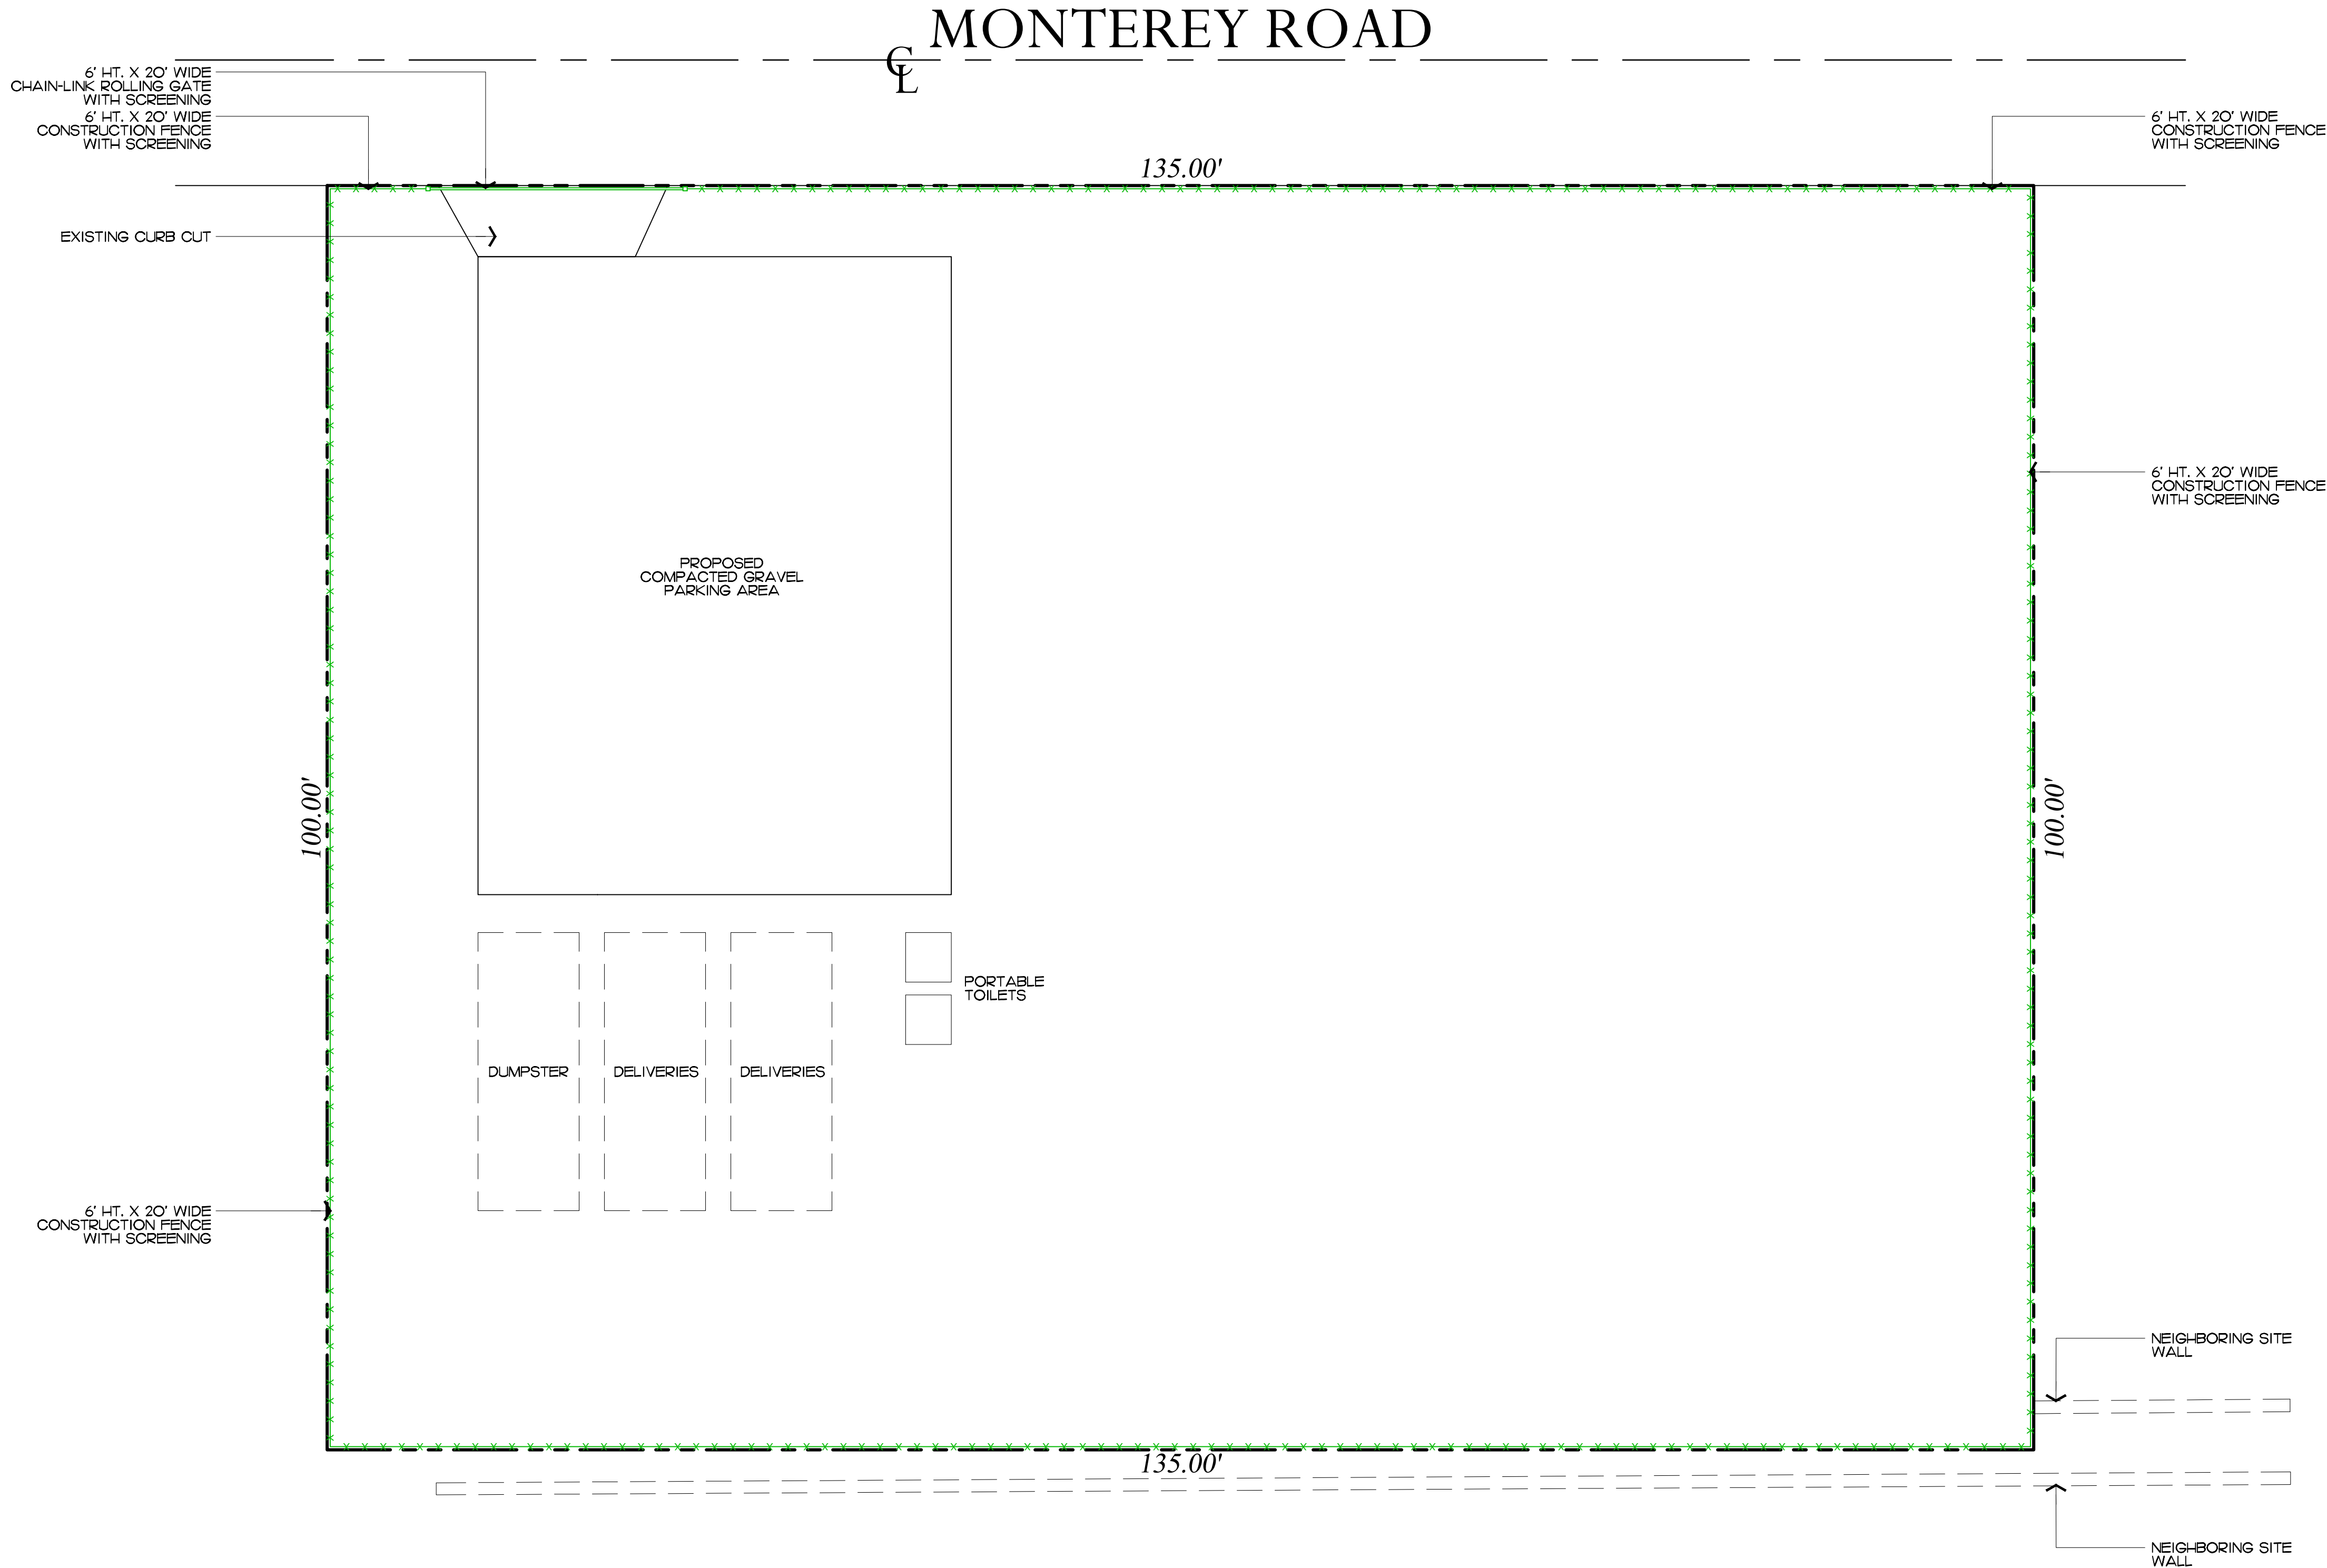 MONTEREY ROAD
CL
6' HT. X 20' WIDE
CHAIN-LINK ROLLING GATE
WITH SCREENING
6' HT. X 20' WIDE
CONSTRUCTION FENCE
WITH SCREENING
6' HT. X 20' WIDE
CONSTRUCTION FENCE
WITH SCREENING
135.00'
EXISTING CURB CUT
6' HT. X 20' WIDE
CONSTRUCTION FENCE
WITH SCREENING
PROPOSED
COMPACTED GRAVEL
PARKING AREA
100.00'
100.00'
PORTABLE
TOILETS
DUMPSTER
DELIVERIES
DELIVERIES
6' HT. X 20' WIDE
CONSTRUCTION FENCE
WITH SCREENING
NEIGHBORING SITE
WALL
135.00'
NEIGHBORING SITE
WALL